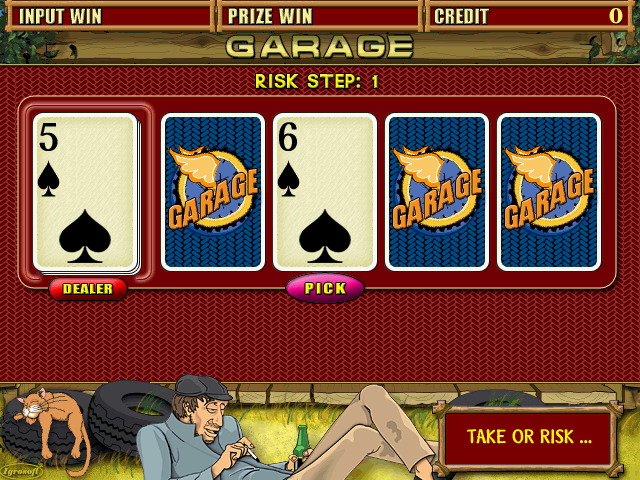 INPUT WIN PRIZE WIN CREDIT 0
GARAGE
RISK STEP: 1
5 6
GARAGE GARAGE GARAGE
DEALER PICK
TAKE OR RISK ...
Igrosoft